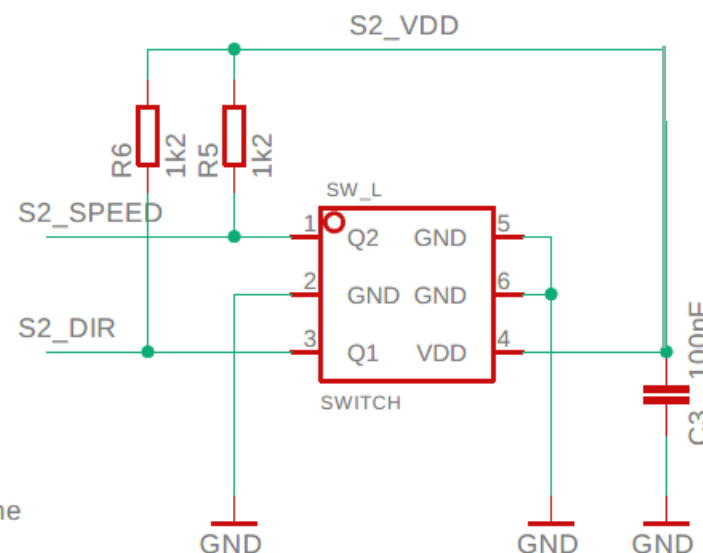 S2_VDD
R6
1k2
R5
1k2
SW_L
S2_SPEED
1
Q2
GND
5
2
GND
GND
6
S2_DIR
3
Q1
VDD
4
100nF
SWITCH
C3
GND
GND
GND